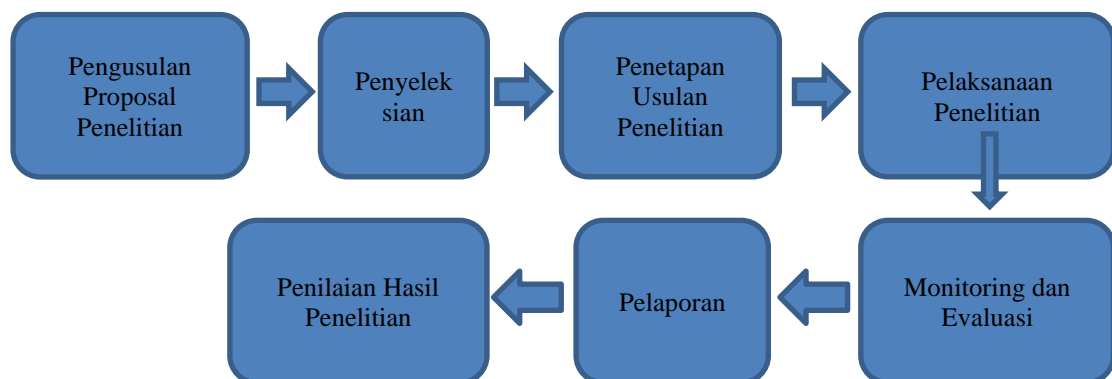 Pengusulan
Proposal
Penelitian
Penyelek
sian
Penetapan
Usulan
Penelitian
Pelaksanaan
Penelitian
Monitoring dan
Evaluasi
Pelaporan
Penilaian Hasil
Penelitian